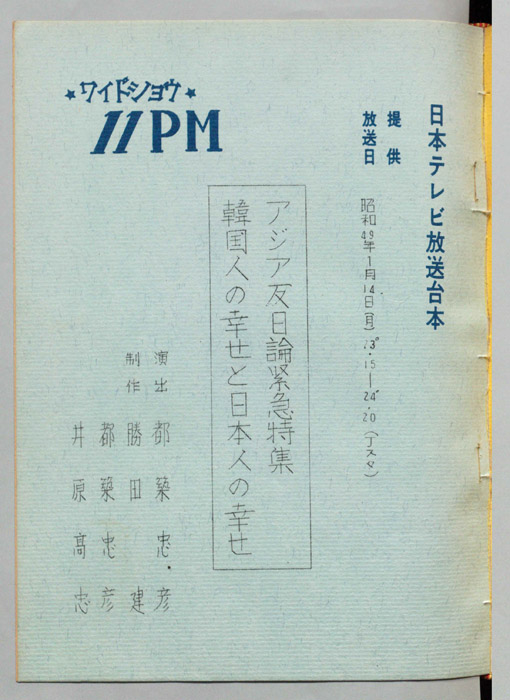 日本テレビ放送台本
提供
放送日 昭和49年1月14日(月)23°・15―24°・20(アスタ)
★ワイドショウ★
11PM
アジア反日論緊急特集
韓国人の幸せと日本人の幸せ
演出 都築忠彦
制作 勝田建
都築忠彦
井原高忠